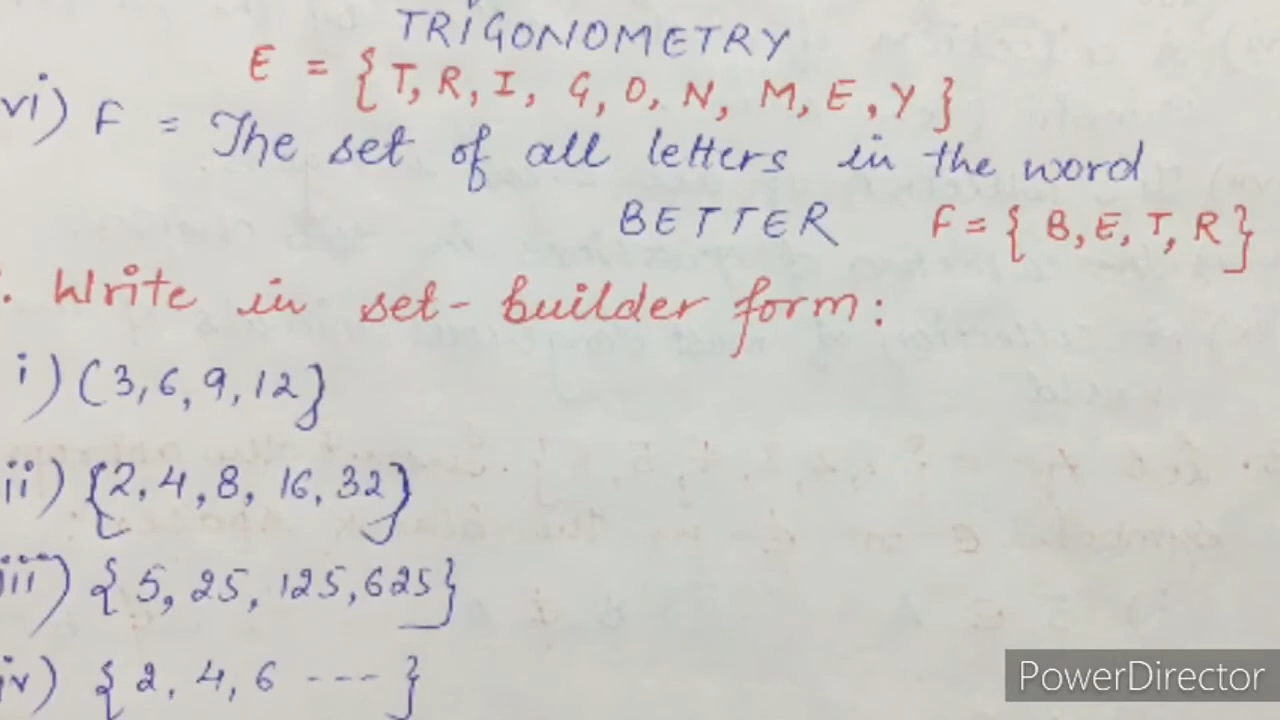 TRIGONOMETRY
E = {T, R, I, G, O, N, M, E, Y}
vi) F = The set of all letters in the word
BETTER F = { B, E, T, R}
. Write in set-builder form:
i) (3, 6, 9, 12}
ii) {2, 4, 8, 16, 32}
iii) { 5, 25, 125, 625}
iv) { 2, 4, 6 --- }
PowerDirector